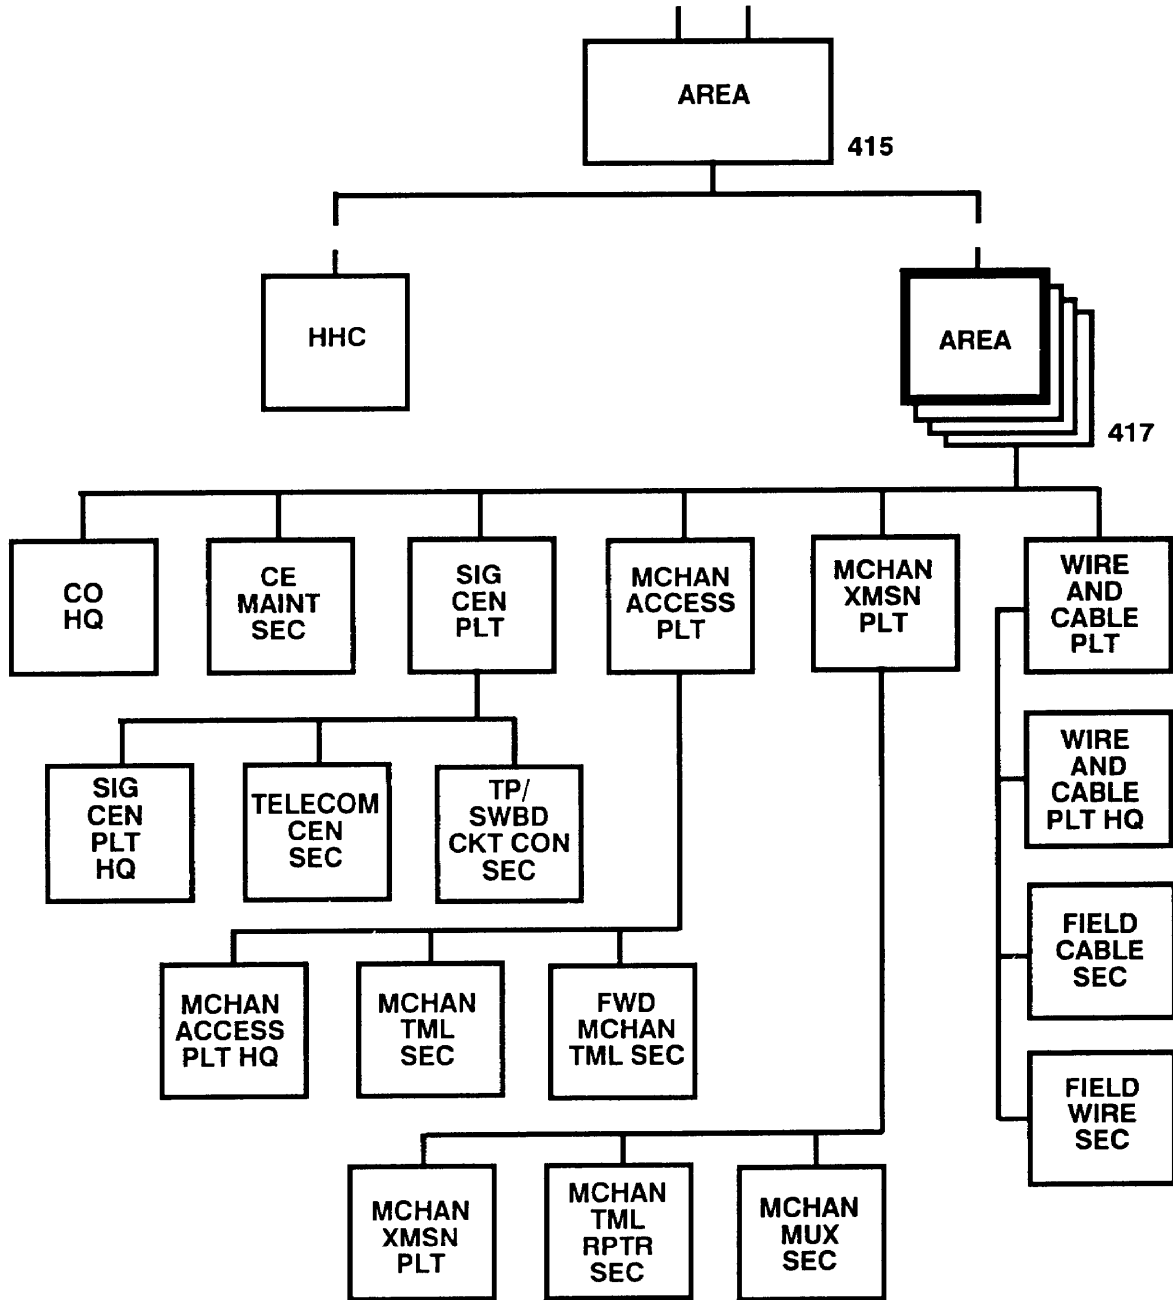 AREA
415
HHC
AREA
417
CO
HQ
CE
MAINT
SEC
SIG
CEN
PLT
MCHAN
ACCESS
PLT
MCHAN
XMSN
PLT
WIRE
AND
CABLE
PLT
SIG
CEN
PLT
HQ
TELECOM
CEN
SEC
TP/
SWBD
CKT CON
SEC
WIRE
AND
CABLE
PLT HQ
FIELD
CABLE
SEC
MCHAN
ACCESS
PLT HQ
MCHAN
TML
SEC
FWD
MCHAN
TML SEC
FIELD
WIRE
SEC
MCHAN
XMSN
PLT
MCHAN
TML
RPTR
SEC
MCHAN
MUX
SEC